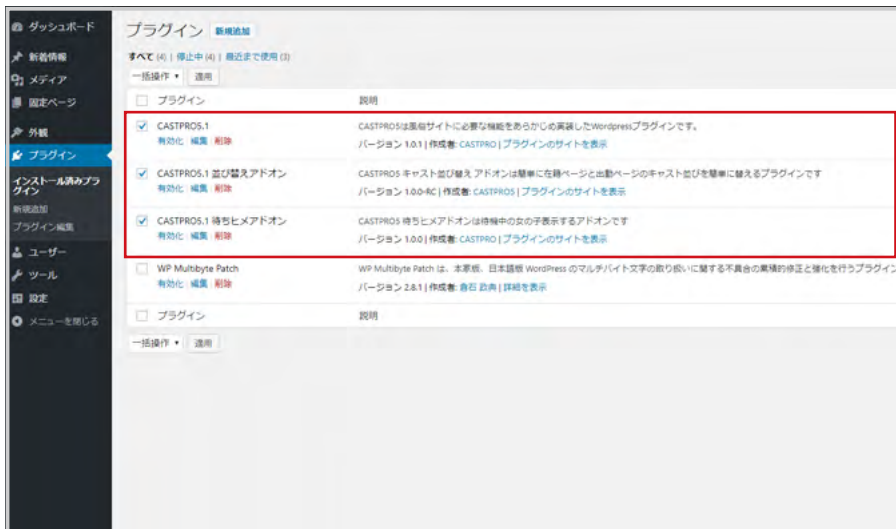 ダッシュボード
新着情報
メディア
固定ページ
外観
プラグイン
インストール済みプラ
グイン
新規追加
プラグイン編集
ユーザー
ツール
設定
メニューを閉じる
プラグイン 新規追加
すべて (4) | 停止中 (4) | 最近まで使用 (3)
一括操作 ▼ 適用
プラグイン 説明
CASTPRO5.1 CASTPRO5は風俗サイトに必要な機能をあらかじめ実装したWordpressプラグインです。
有効化 | 編集 | 削除 バージョン 1.0.1 | 作成者: CASTPRO | プラグインのサイトを表示
CASTPRO5.1 並び替えアドオン CASTPRO5 キャスト並び替え アドオンは簡単に在籍ページと出勤ページのキャスト並びを簡単に替えるプラグインです
有効化 | 編集 | 削除 バージョン 1.0.0-RC | 作成者: CASTPRO5 | プラグインのサイトを表示
CASTPRO5.1 待ちヒメアドオン CASTPRO5 待ちヒメアドオンは待機中の女の子表示するアドオンです
有効化 | 編集 | 削除 バージョン 1.0.0 | 作成者: CASTPRO | プラグインのサイトを表示
WP Multibyte Patch WP Multibyte Patch は、本家版、日本語版 WordPress のマルチバイト文字の取り扱いに関する不具合の累積的修正と強化を行うプラグイン
有効化 | 編集 | 削除 バージョン 2.8.1 | 作成者: 倉石 政典 | 詳細を表示
プラグイン 説明
一括操作 ▼ 適用